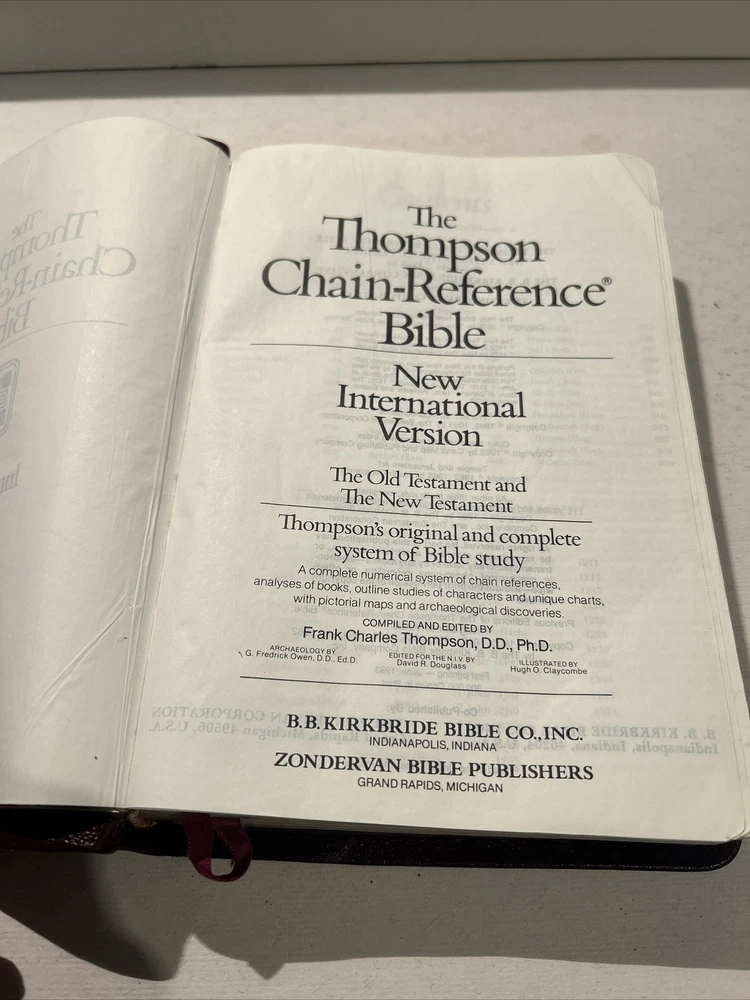 The
Thompson
Chain-Reference®
Bible
New
International
Version
The Old Testament and
The New Testament
Thompson's original and complete
system of Bible study
A complete numerical system of chain references,
analyses of books, outline studies of characters and unique charts,
with pictorial maps and archaeological discoveries.
COMPILED AND EDITED BY
Frank Charles Thompson, D.D., Ph.D.
ARCHAEOLOGY BY
G. Fredrick Owen, D.D., Ed.D.
EDITED FOR THE N.I.V. BY
David R. Douglass
ILLUSTRATED BY
Hugh O. Claycombe
B.B. KIRKBRIDE BIBLE CO., INC.
INDIANAPOLIS, INDIANA
ZONDERVAN BIBLE PUBLISHERS
GRAND RAPIDS, MICHIGAN